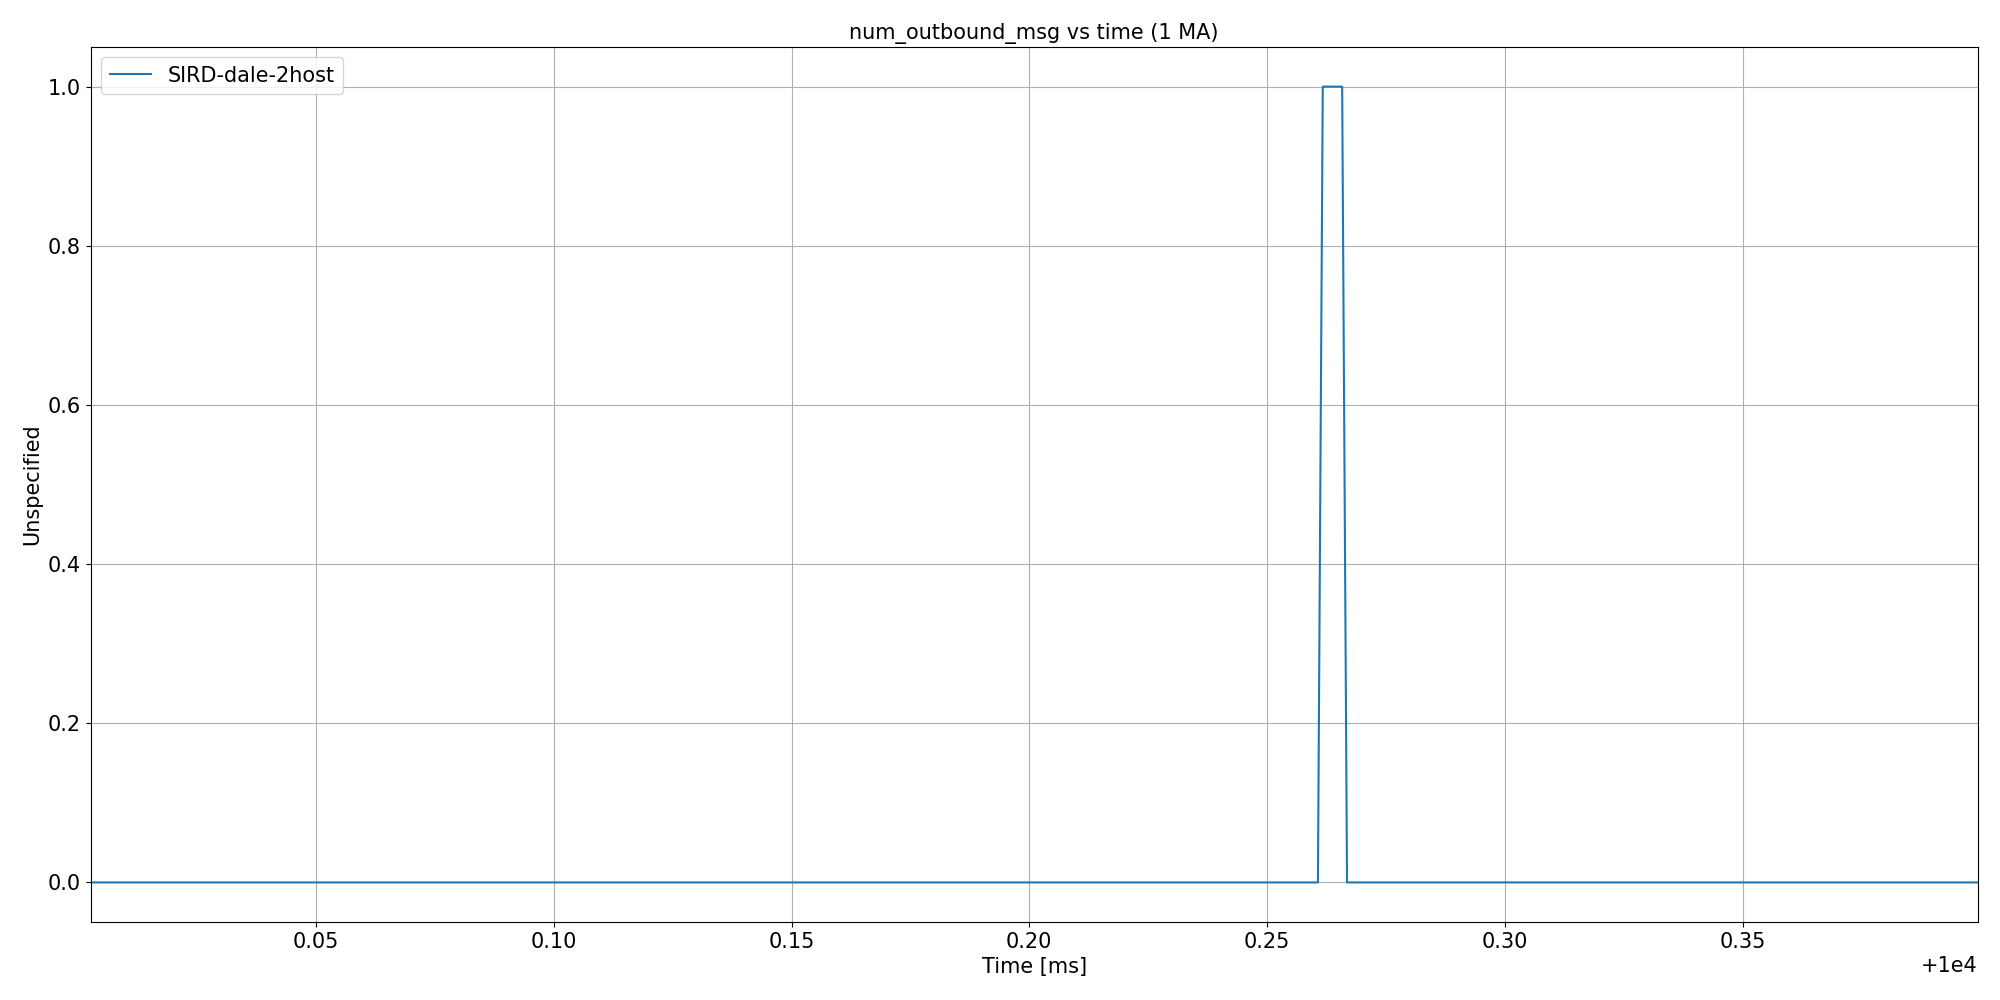 num_outbound_msg vs time (1 MA)
SIRD-dale-2host
1.0
0.8
0.6
0.4
0.2
0.0
Unspecified
0.05 0.10 0.15 0.20 0.25 0.30 0.35
Time [ms]
+1e4